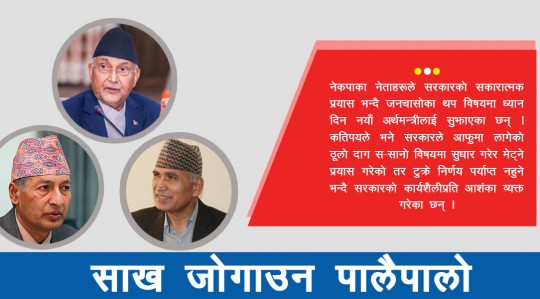 नेकपाका नेताहरूले सरकारको सकारात्मक
प्रयास भन्दै जनचासोका थप विषयमा ध्यान
दिन नयाँ अर्थमन्त्रीलाई सुझाएका छन् ।
कतिपयले भने सरकारले आफुमा लागेको
ठूलो दाग स-साना विषयमा सुधार गरेर मेट्ने
प्रयास गरेको तर टुक्रे निर्णय पर्याप्त नहुने
भन्दै सरकारको कार्यशैलीप्रति आशंका व्यक्त
गरेका छन् ।
साख जोगाउन पालैपालो